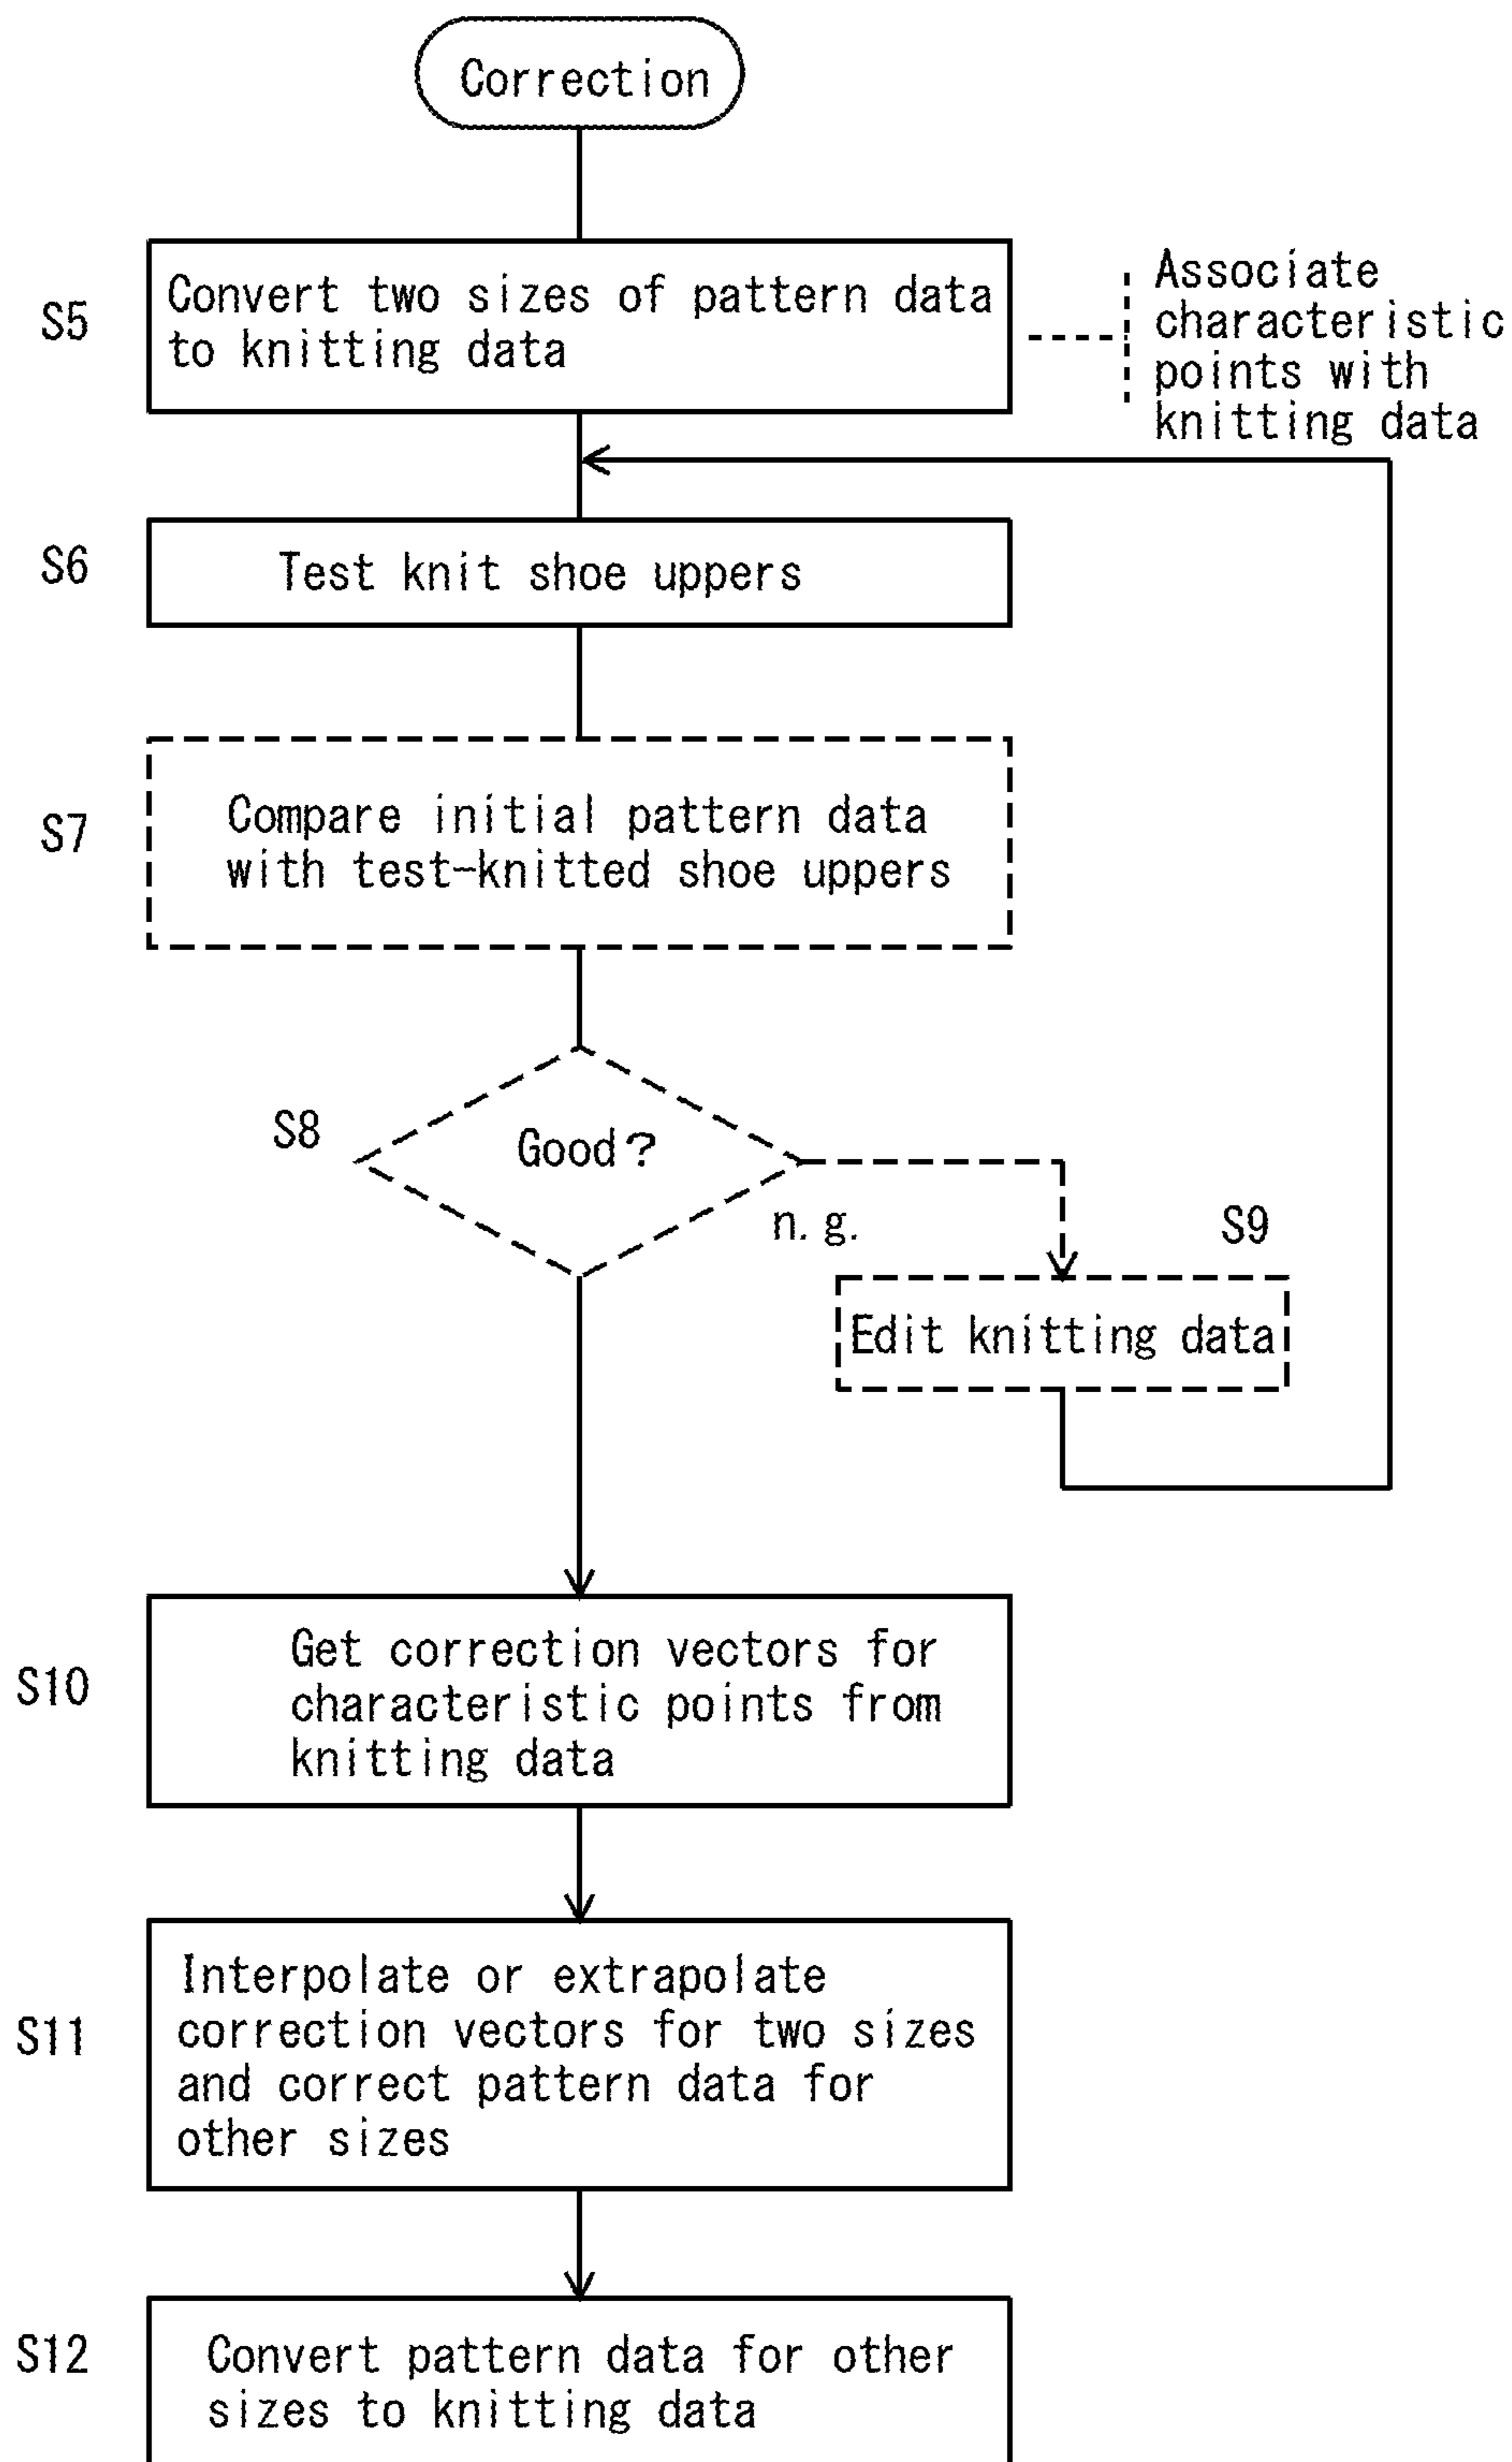 Correction
S5
Convert two sizes of pattern data
to knitting data
Associate
characteristic
points with
knitting data
S6
Test knit shoe uppers
S7
Compare initial pattern data
with test-knitted shoe uppers
S8
Good?
n.g.
S9
Edit knitting data
S10
Get correction vectors for
characteristic points from
knitting data
S11
Interpolate or extrapolate
correction vectors for two sizes
and correct pattern data for
other sizes
S12
Convert pattern data for other
sizes to knitting data